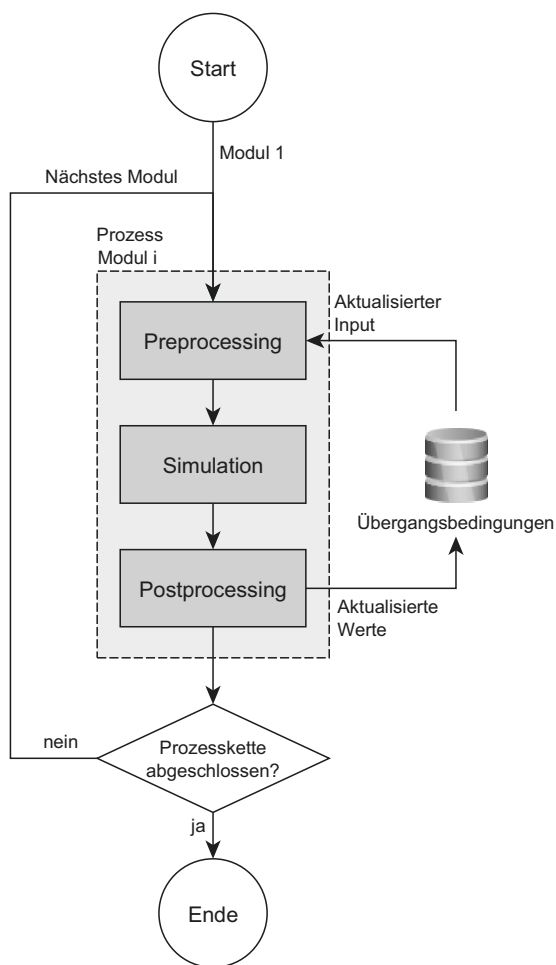 Start
Modul 1
Nächstes Modul
Prozess
Modul i
Aktualisierter
Input
Preprocessing
Simulation
Übergangsbedingungen
Postprocessing
Aktualisierte
Werte
nein
Prozesskette
abgeschlossen?
ja
Ende